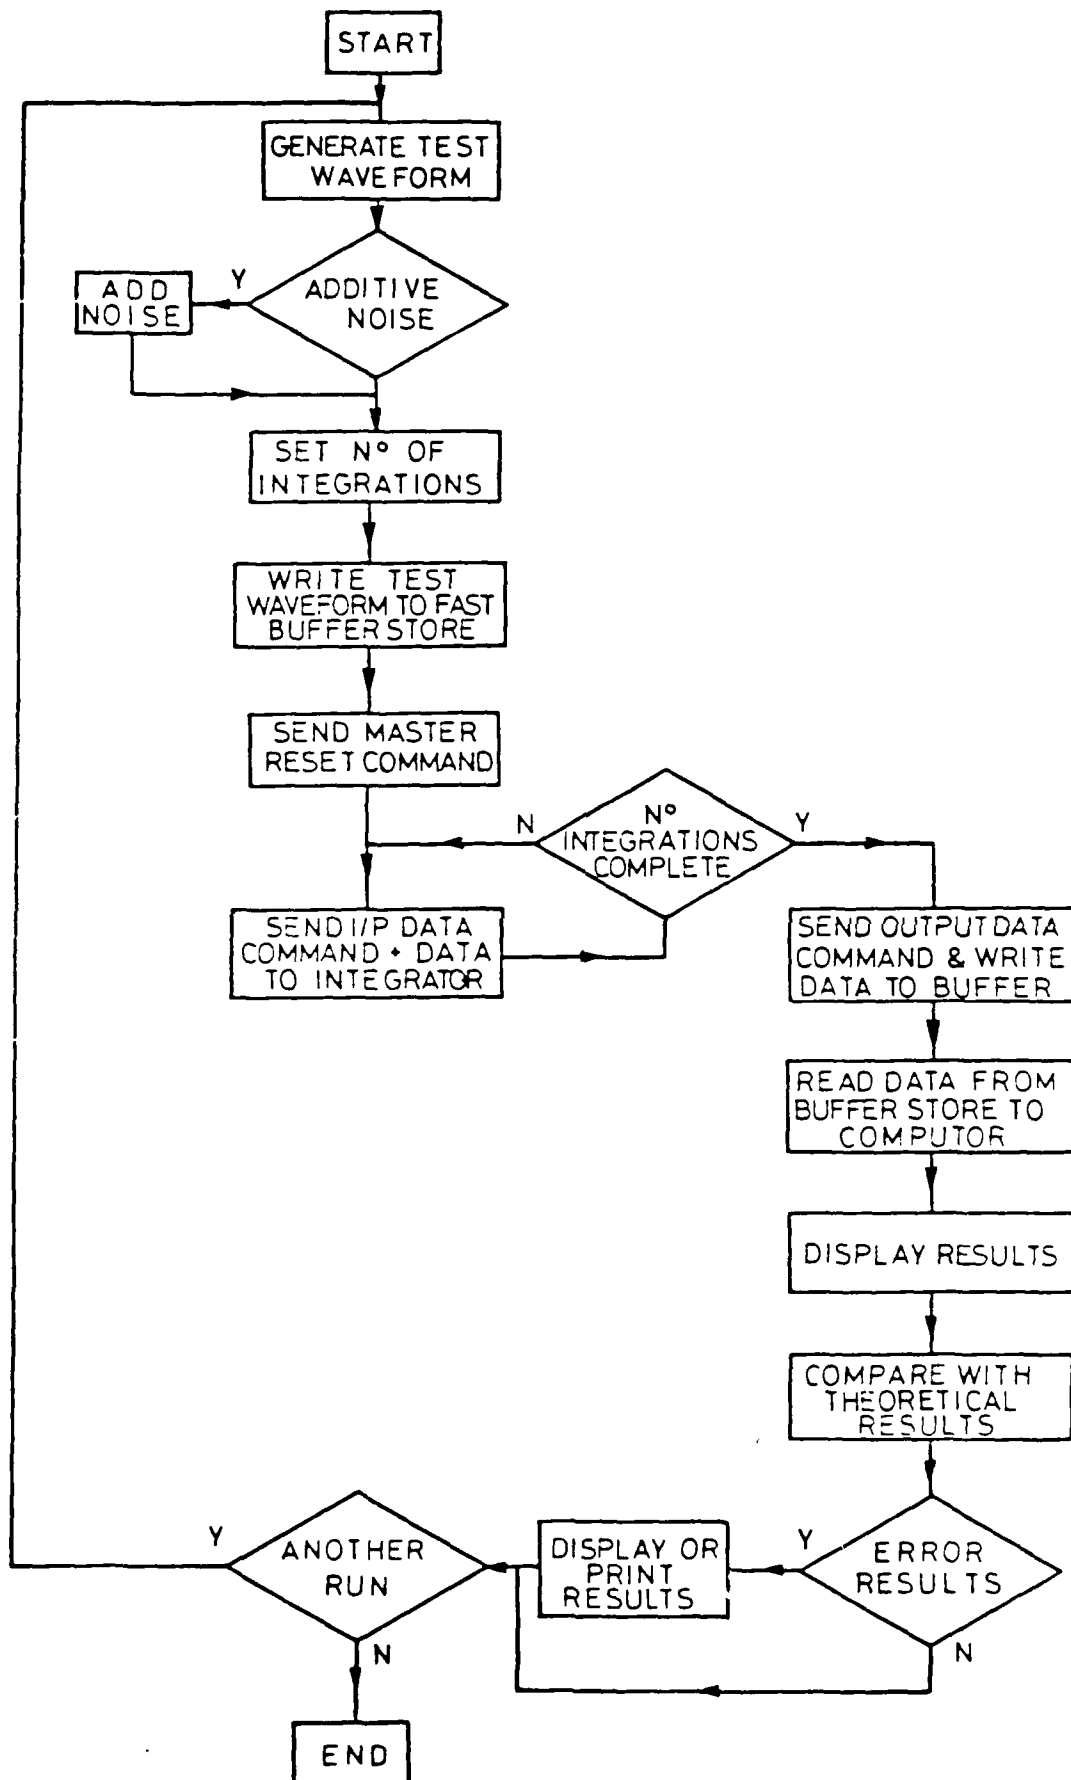 START
GENERATE TEST
WAVEFORM
Y
ADDITIVE
NOISE
ADD
NOISE
SET Nº OF
INTEGRATIONS
WRITE TEST
WAVEFORM TO FAST
BUFFER STORE
SEND MASTER
RESET COMMAND
N
Nº
INTEGRATIONS
COMPLETE
Y
SEND I/P DATA
COMMAND + DATA
TO INTEGRATOR
SEND OUTPUT DATA
COMMAND & WRITE
DATA TO BUFFER
READ DATA FROM
BUFFER STORE TO
COMPUTOR
DISPLAY RESULTS
COMPARE WITH
THEORETICAL
RESULTS
Y
ANOTHER
RUN
N
DISPLAY OR
PRINT
RESULTS
Y
ERROR
RESULTS
N
END